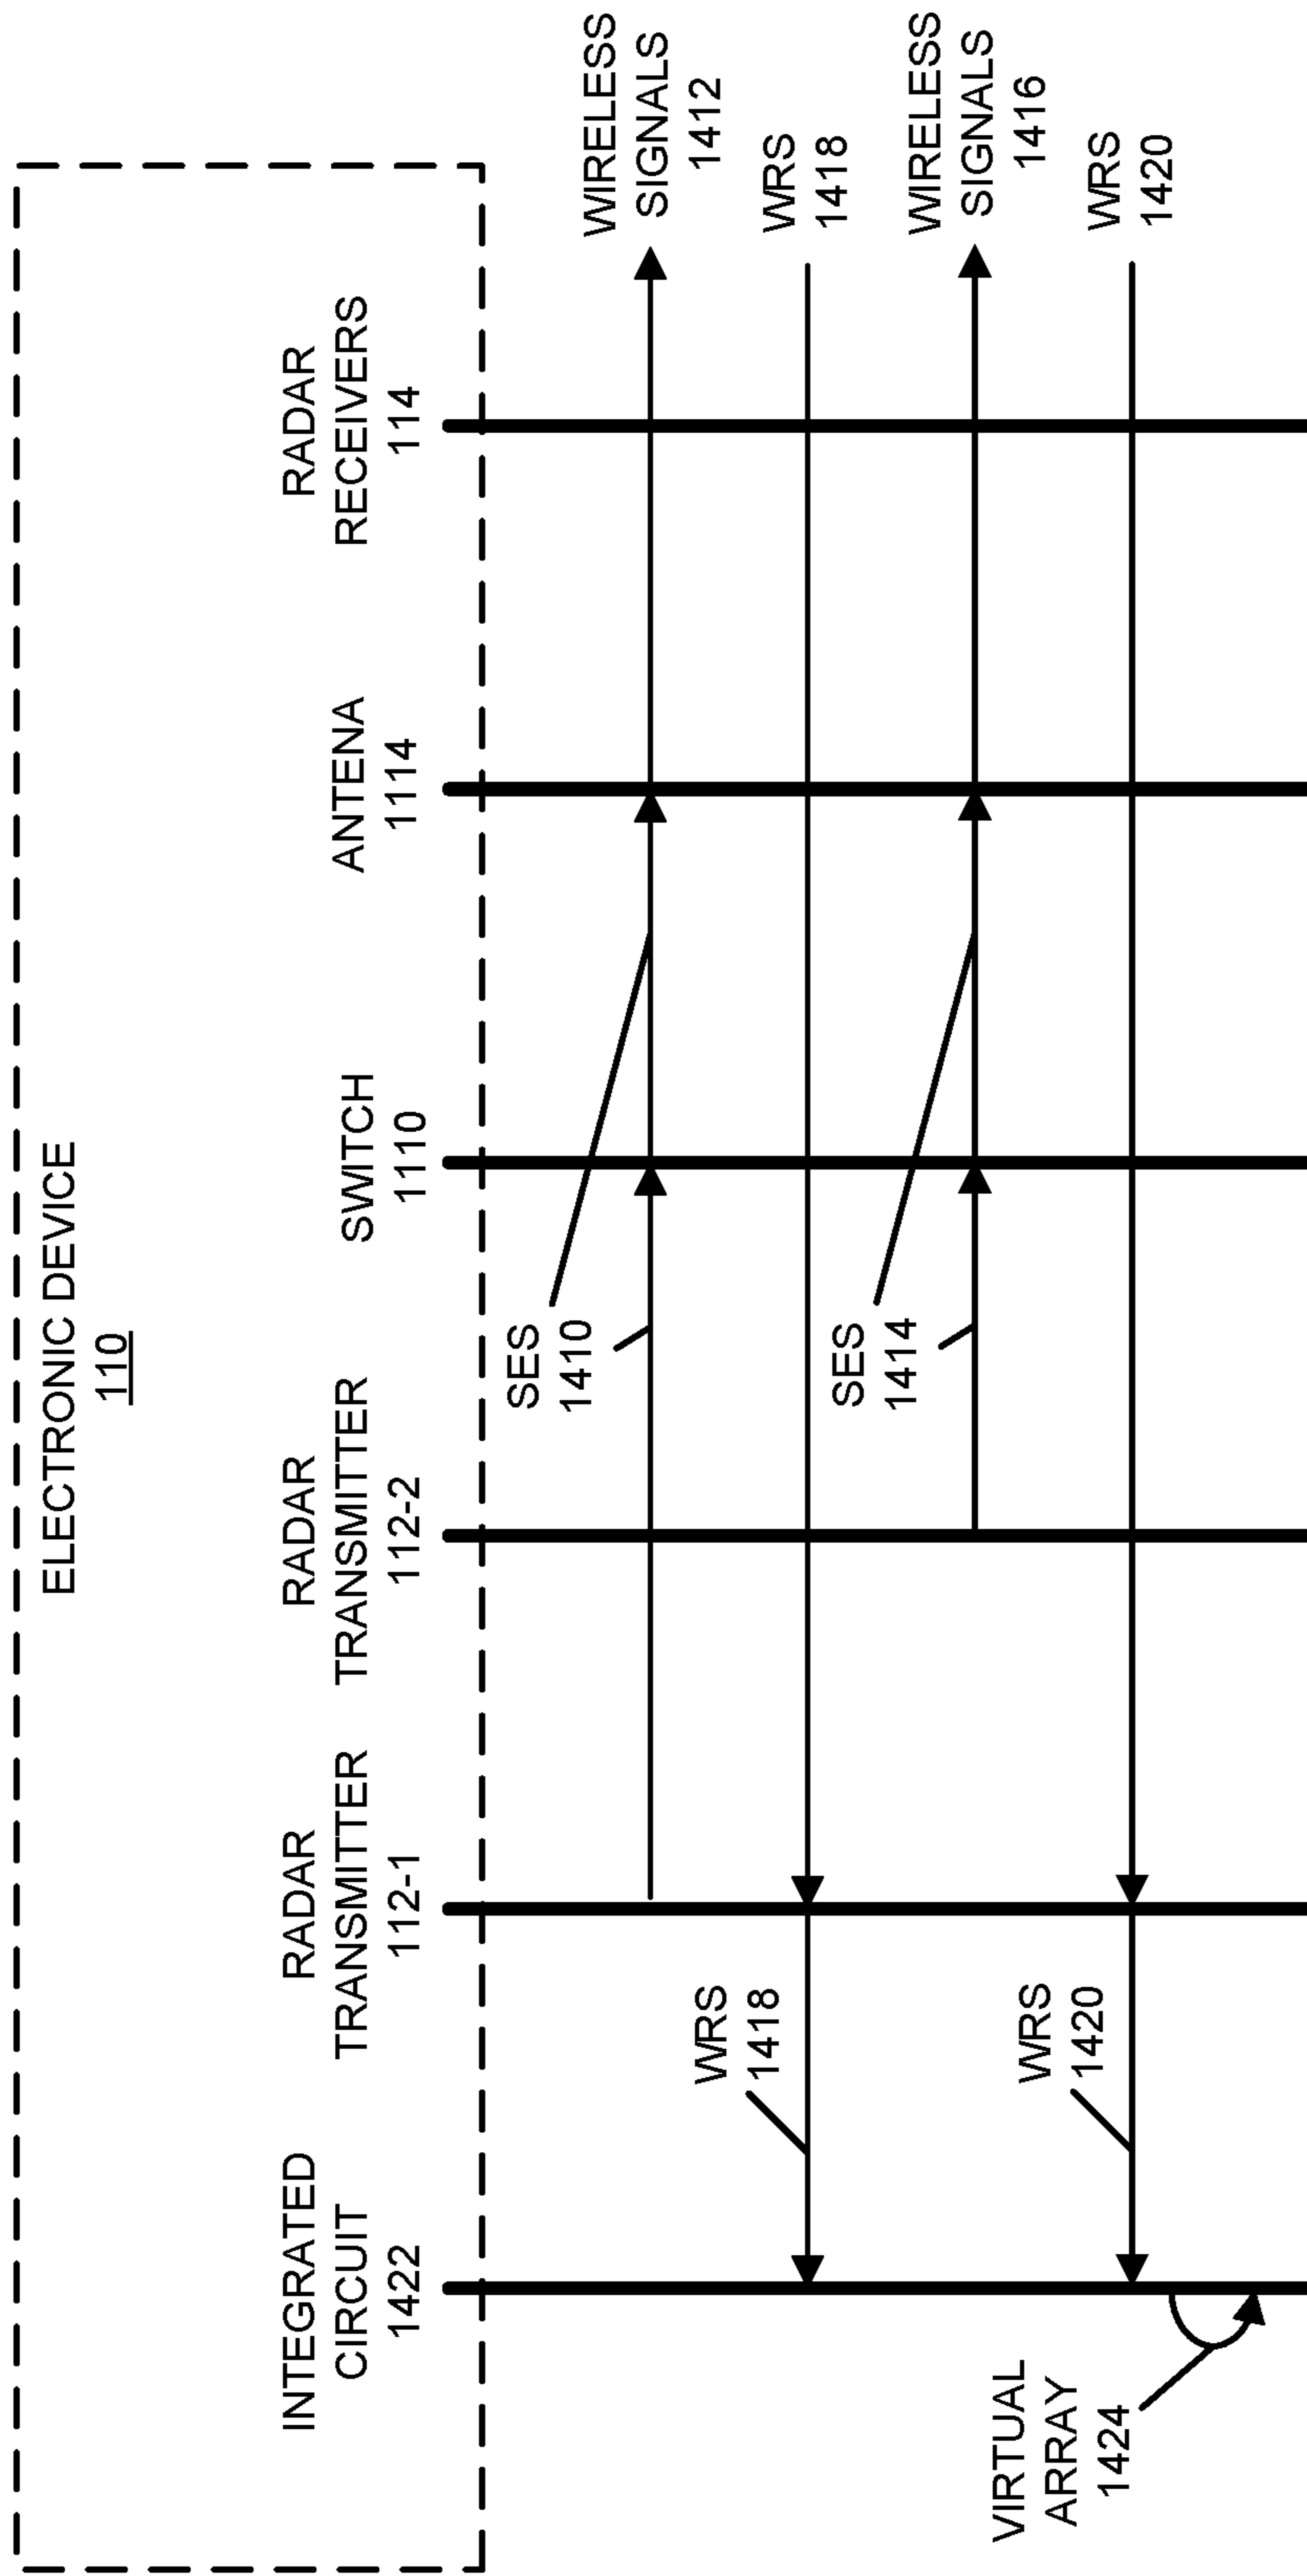 ELECTRONIC DEVICE
110
INTEGRATED
CIRCUIT
1422
RADAR
TRANSMITTER
112-1
RADAR
TRANSMITTER
112-2
SWITCH
1110
ANTENA
1114
RADAR
RECEIVERS
114
SES
1410
WIRELESS
SIGNALS
1412
WRS
1418
WRS
1418
SES
1414
WIRELESS
SIGNALS
1416
WRS
1420
WRS
1420
VIRTUAL
ARRAY
1424